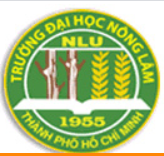 TRƯỜNG ĐẠI HỌC NÔNG LÂM
NLU
1955
THÀNH PHỐ HỒ CHÍ MINH